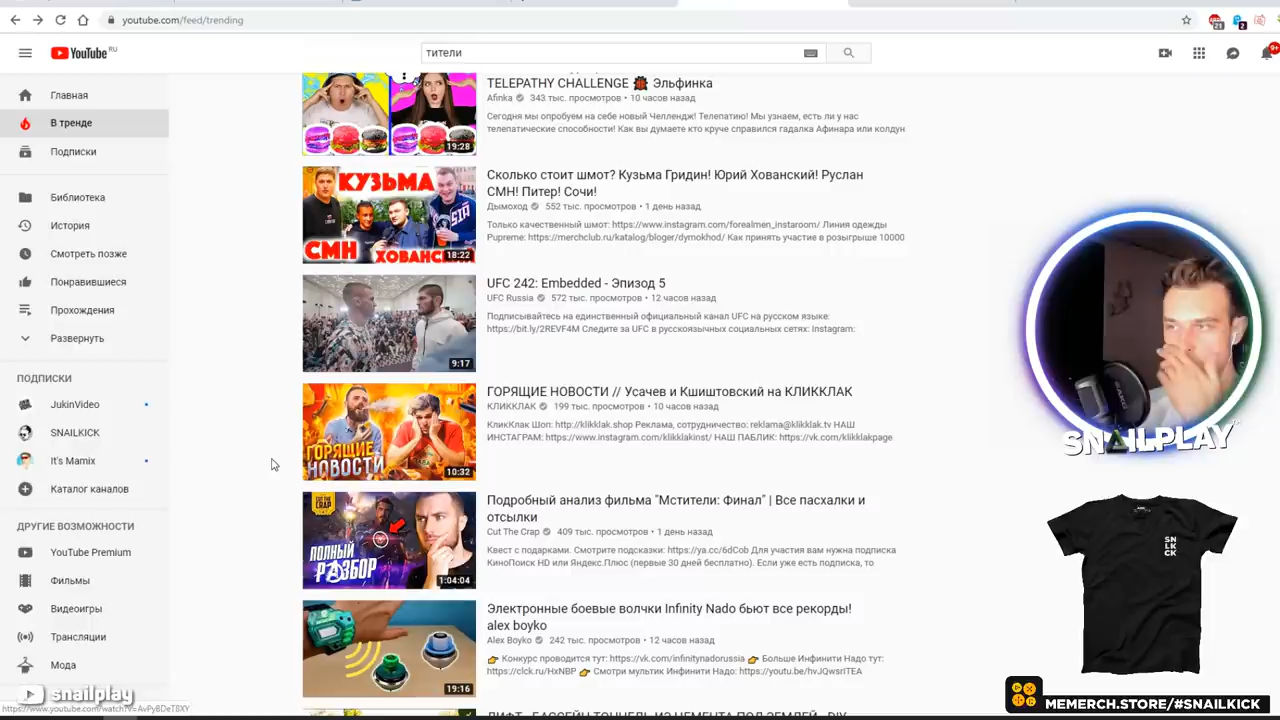 youtube.com/feed/trending
21
2
YouTube RU
тители
9+
Главная
В тренде
Подписки
Библиотека
История
Смотреть позже
Понравившиеся
Прохождения
Развернуть
ПОДПИСКИ
JukinVideo
SNAILKICK
It's Mamix
Каталог каналов
ДРУГИЕ ВОЗМОЖНОСТИ
YouTube Premium
Фильмы
Видеоигры
Трансляции
Мода
snailplay
19:28
TELEPATHY CHALLENGE 🐞 Эльфинка
Afinka 343 тыс. просмотров • 10 часов назад
Сегодня мы опробуем на себе новый Челлендж! Телепатию! Мы узнаем, есть ли у нас
телепатические способности! Как вы думаете кто круче справился гадалка Афинара или колдун
КУЗЬМА
СМН
ХОВАНСКИЙ
18:22
Сколько стоит шмот? Кузьма Гридин! Юрий Хованский! Руслан
СМН! Питер! Сочи!
Дымоход 552 тыс. просмотров • 1 день назад
Только качественный шмот: https://www.instagram.com/forealmen_instaroom/ Линия одежды
Pupreme: https://merchclub.ru/katalog/bloger/dymokhod/ Как принять участие в розыгрыше 10000
9:17
UFC 242: Embedded - Эпизод 5
UFC Russia 572 тыс. просмотров • 12 часов назад
Подписывайтесь на единственный официальный канал UFC на русском языке:
https://bit.ly/2REVF4M Следите за UFC в русскоязычных социальных сетях: Instagram:
ГОРЯЩИЕ
НОВОСТИ
10:32
ГОРЯЩИЕ НОВОСТИ // Усачев и Кшиштовский на КЛИККЛАК
КЛИККЛАК 199 тыс. просмотров • 10 часов назад
КликКлак Шоп: http://klikklak.shop Реклама, сотрудничество: reklama@klikklak.tv НАШ
ИНСТАГРАМ: https://www.instagram.com/klikklakinst/ НАШ ПАБЛИК: https://vk.com/klikklakpage
CUT THE CRAP
ПОЛНЫЙ
РАЗБОР
1:04:04
Подробный анализ фильма "Мстители: Финал" | Все пасхалки и
отсылки
Cut The Crap 409 тыс. просмотров • 1 день назад
Квест с подарками. Смотрите подсказки: https://ya.cc/6dCob Для участия вам нужна подписка
КиноПоиск HD или Яндекс.Плюс (первые 30 дней бесплатно). Если уже есть подписка, то
19:16
Электронные боевые волчки Infinity Nado бьют все рекорды!
alex boyko
Alex Boyko 242 тыс. просмотров • 12 часов назад
👉 Конкурс проводится тут: https://vk.com/infinitynadorussia 👉 Больше Инфинити Надо тут:
https://clck.ru/HxNBP 👉 Смотри мультик Инфинити Надо: https://youtu.be/hvJQWsrITEA
SNAILPLAY
SN
LK
CK
MEMERCH.STORE/#SNAILKICK